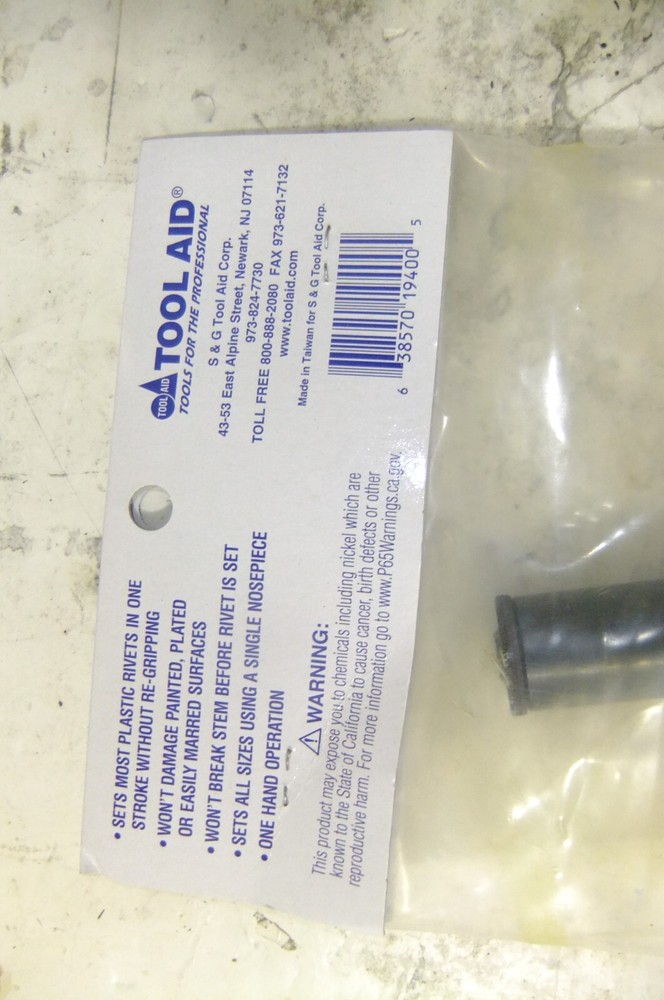 • SETS MOST PLASTIC RIVETS IN ONE
STROKE WITHOUT RE-GRIPPING
• WON'T DAMAGE PAINTED, PLATED
OR EASILY MARRED SURFACES
• WON'T BREAK STEM BEFORE RIVET IS SET
• SETS ALL SIZES USING A SINGLE NOSEPIECE
• ONE HAND OPERATION
⚠ WARNING:
This product may expose you to chemicals including nickel which are
known to the State of California to cause cancer, birth defects or other
reproductive harm. For more information go to www.P65Warnings.ca.gov.
TOOL AID
TOOL AID®
TOOLS FOR THE PROFESSIONAL
S & G Tool Aid Corp.
43-53 East Alpine Street, Newark, NJ 07114
973-824-7730
TOLL FREE 800-888-2080 FAX 973-621-7132
www.toolaid.com
Made in Taiwan for S & G Tool Aid Corp.
6 38570 19400 5